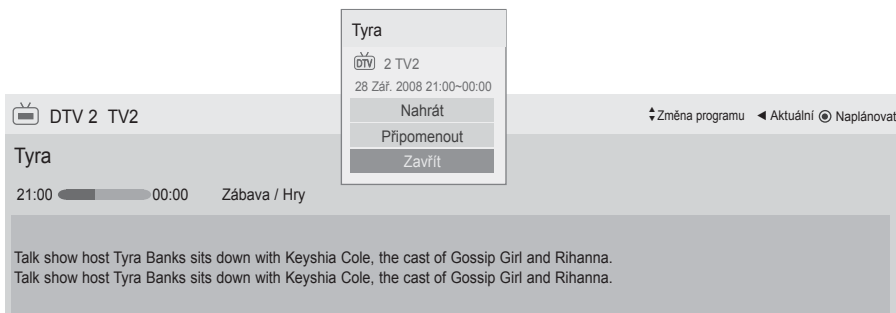 Tyra
DTV 2 TV2
28 Zář. 2008 21:00~00:00
Nahrát
Připomenout
Zavřít
DTV 2 TV2
Změna programu Aktuální Naplánovat
Tyra
21:00 00:00 Zábava / Hry
Talk show host Tyra Banks sits down with Keyshia Cole, the cast of Gossip Girl and Rihanna.
Talk show host Tyra Banks sits down with Keyshia Cole, the cast of Gossip Girl and Rihanna.